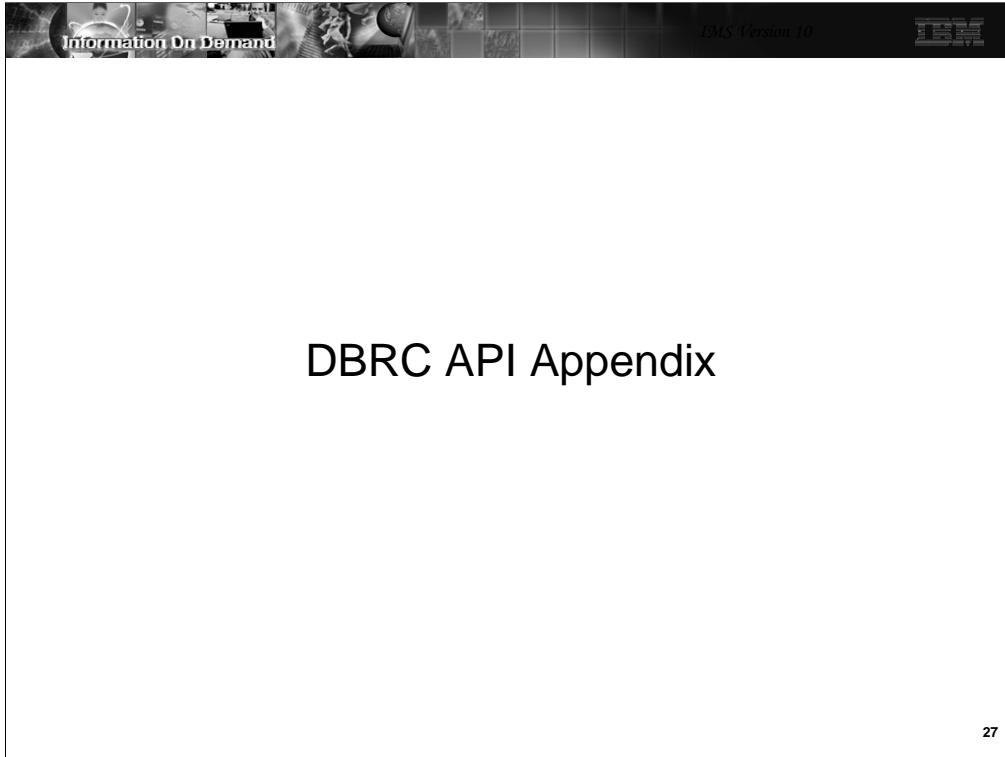 Information On Demand
IMS Version 10
IBM
DBRC API Appendix
27